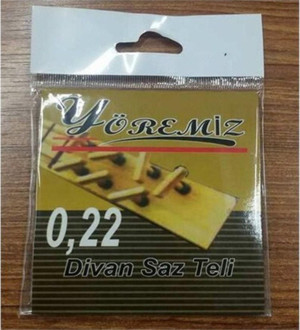 YÖREMİZ
0,22
Divan Saz Teli